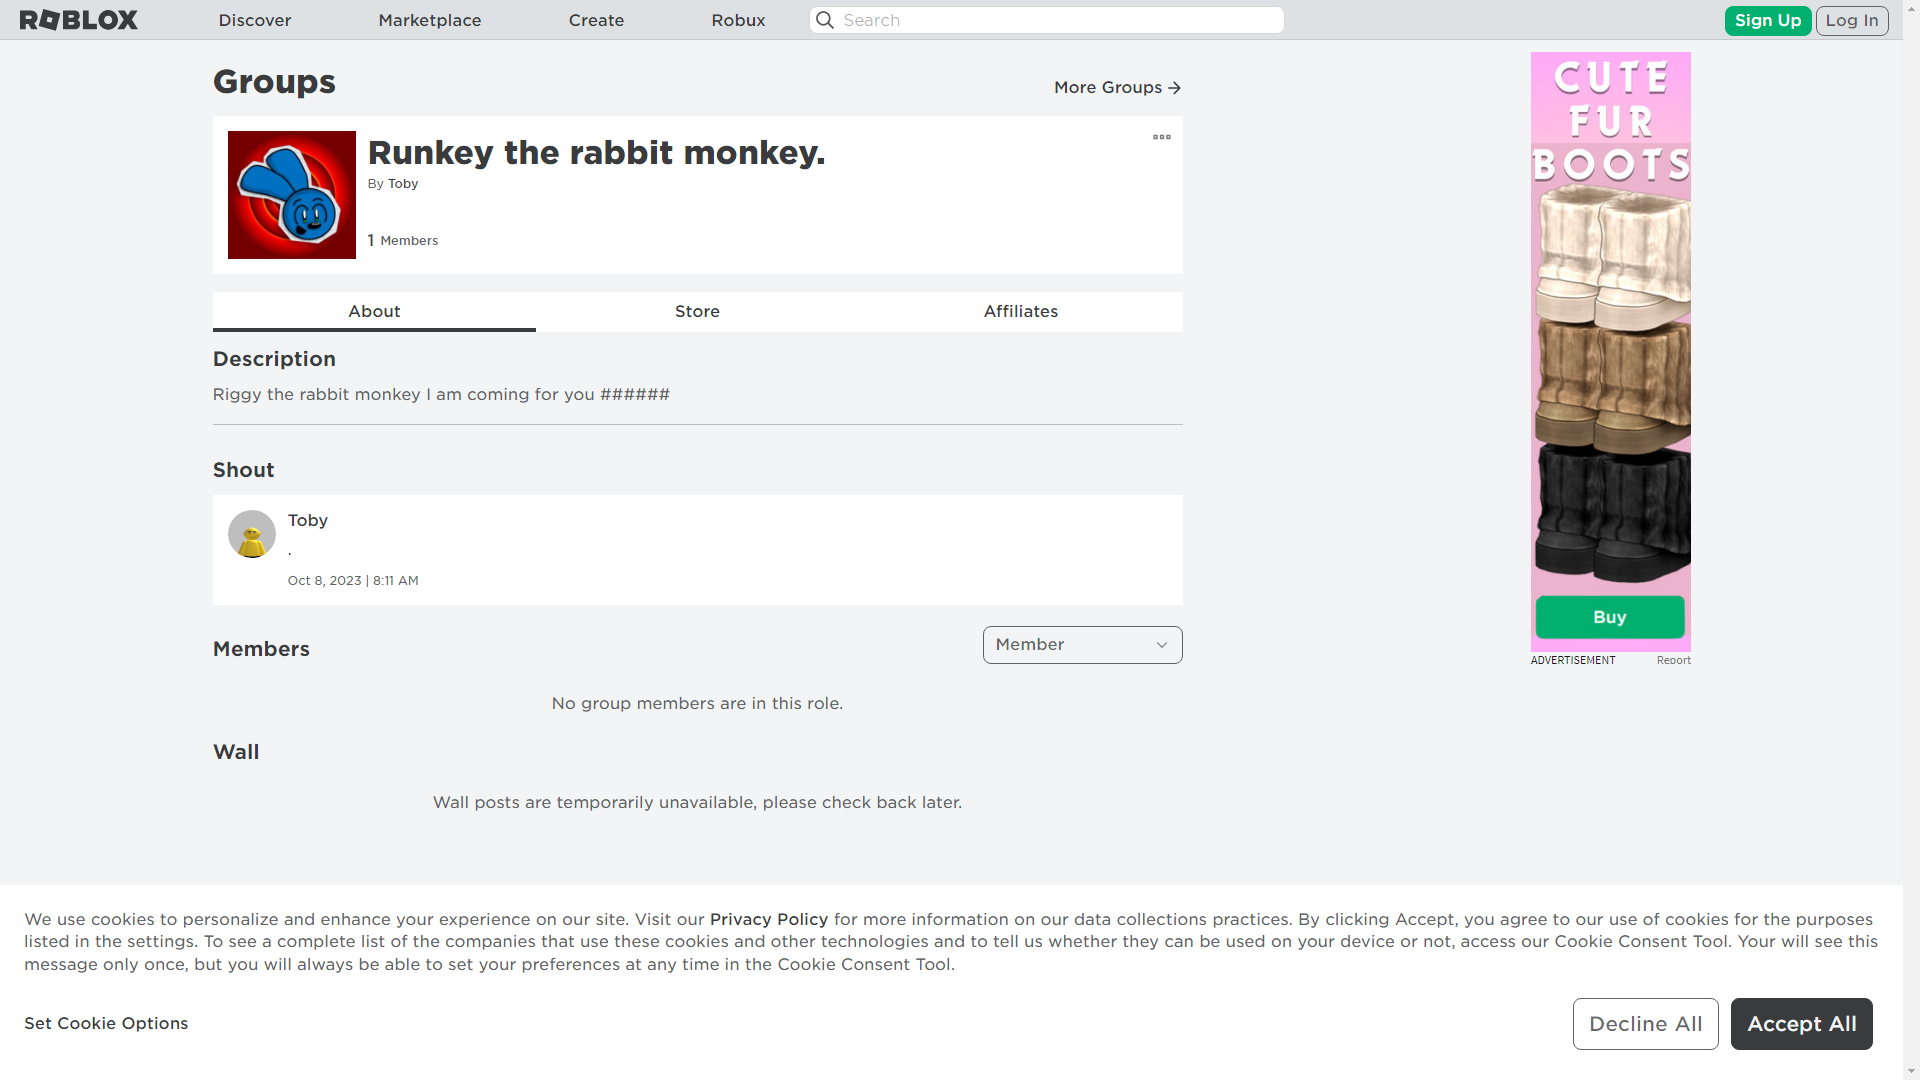 ROBLOX
Discover
Marketplace
Create
Robux
Search
Sign Up
Log In
Groups
More Groups
Runkey the rabbit monkey.
By Toby
1 Members
About
Store
Affiliates
Description
Riggy the rabbit monkey I am coming for you ######
Shout
Toby
.
Oct 8, 2023 | 8:11 AM
Members
Member
No group members are in this role.
Wall
Wall posts are temporarily unavailable, please check back later.
CUTE
FUR
BOOTS
Buy
ADVERTISEMENT
Report
We use cookies to personalize and enhance your experience on our site. Visit our Privacy Policy for more information on our data collections practices. By clicking Accept, you agree to our use of cookies for the purposes
listed in the settings. To see a complete list of the companies that use these cookies and other technologies and to tell us whether they can be used on your device or not, access our Cookie Consent Tool. Your will see this
message only once, but you will always be able to set your preferences at any time in the Cookie Consent Tool.
Set Cookie Options
Decline All
Accept All